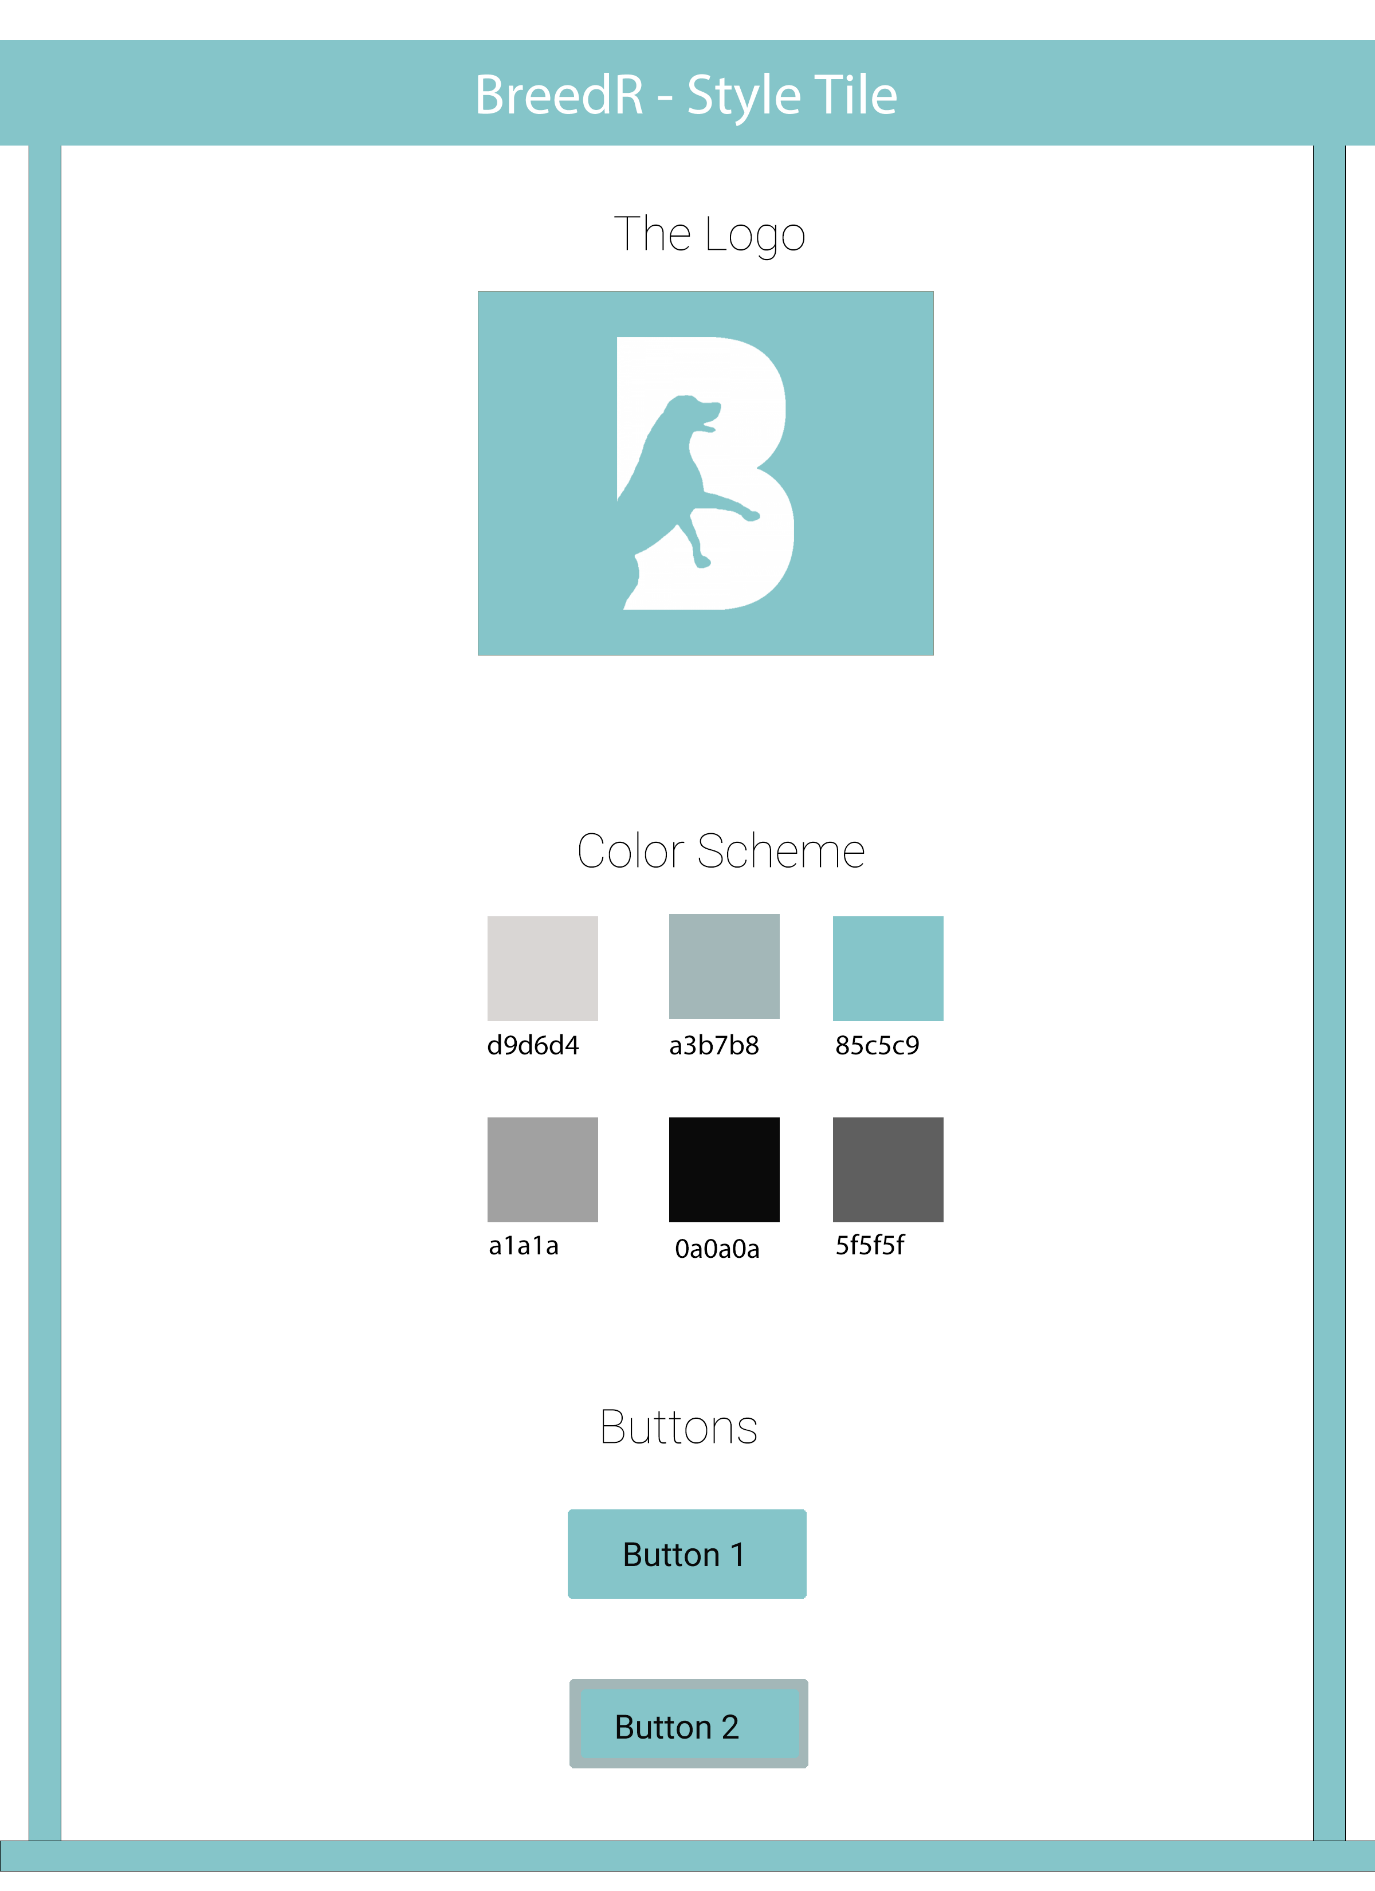 BreedR - Style Tile
The Logo
B
Color Scheme
d9d6d4 a3b7b8 85c5c9
a1a1a 0a0a0a 5f5f5f
Buttons
Button 1
Button 2